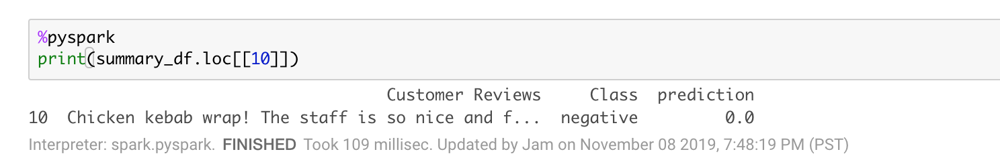 %pyspark
print(summary_df.loc[[10]])
Customer Reviews Class prediction
10 Chicken kebab wrap! The staff is so nice and f... negative 0.0
Interpreter: spark.pyspark. FINISHED Took 109 millisec. Updated by Jam on November 08 2019, 7:48:19 PM (PST)